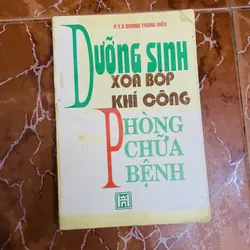 P.T.S DƯƠNG TRỌNG HIẾU
DƯỠNG SINH
XOA BÓP
KHÍ CÔNG
PHÒNG
CHỮA
BỆNH